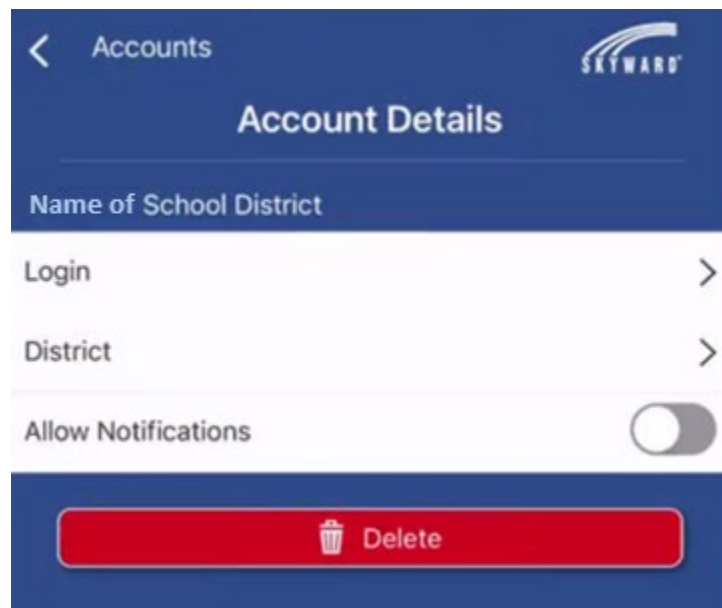 Accounts
SKYWARD
Account Details
Name of School District
Login
District
Allow Notifications
Delete